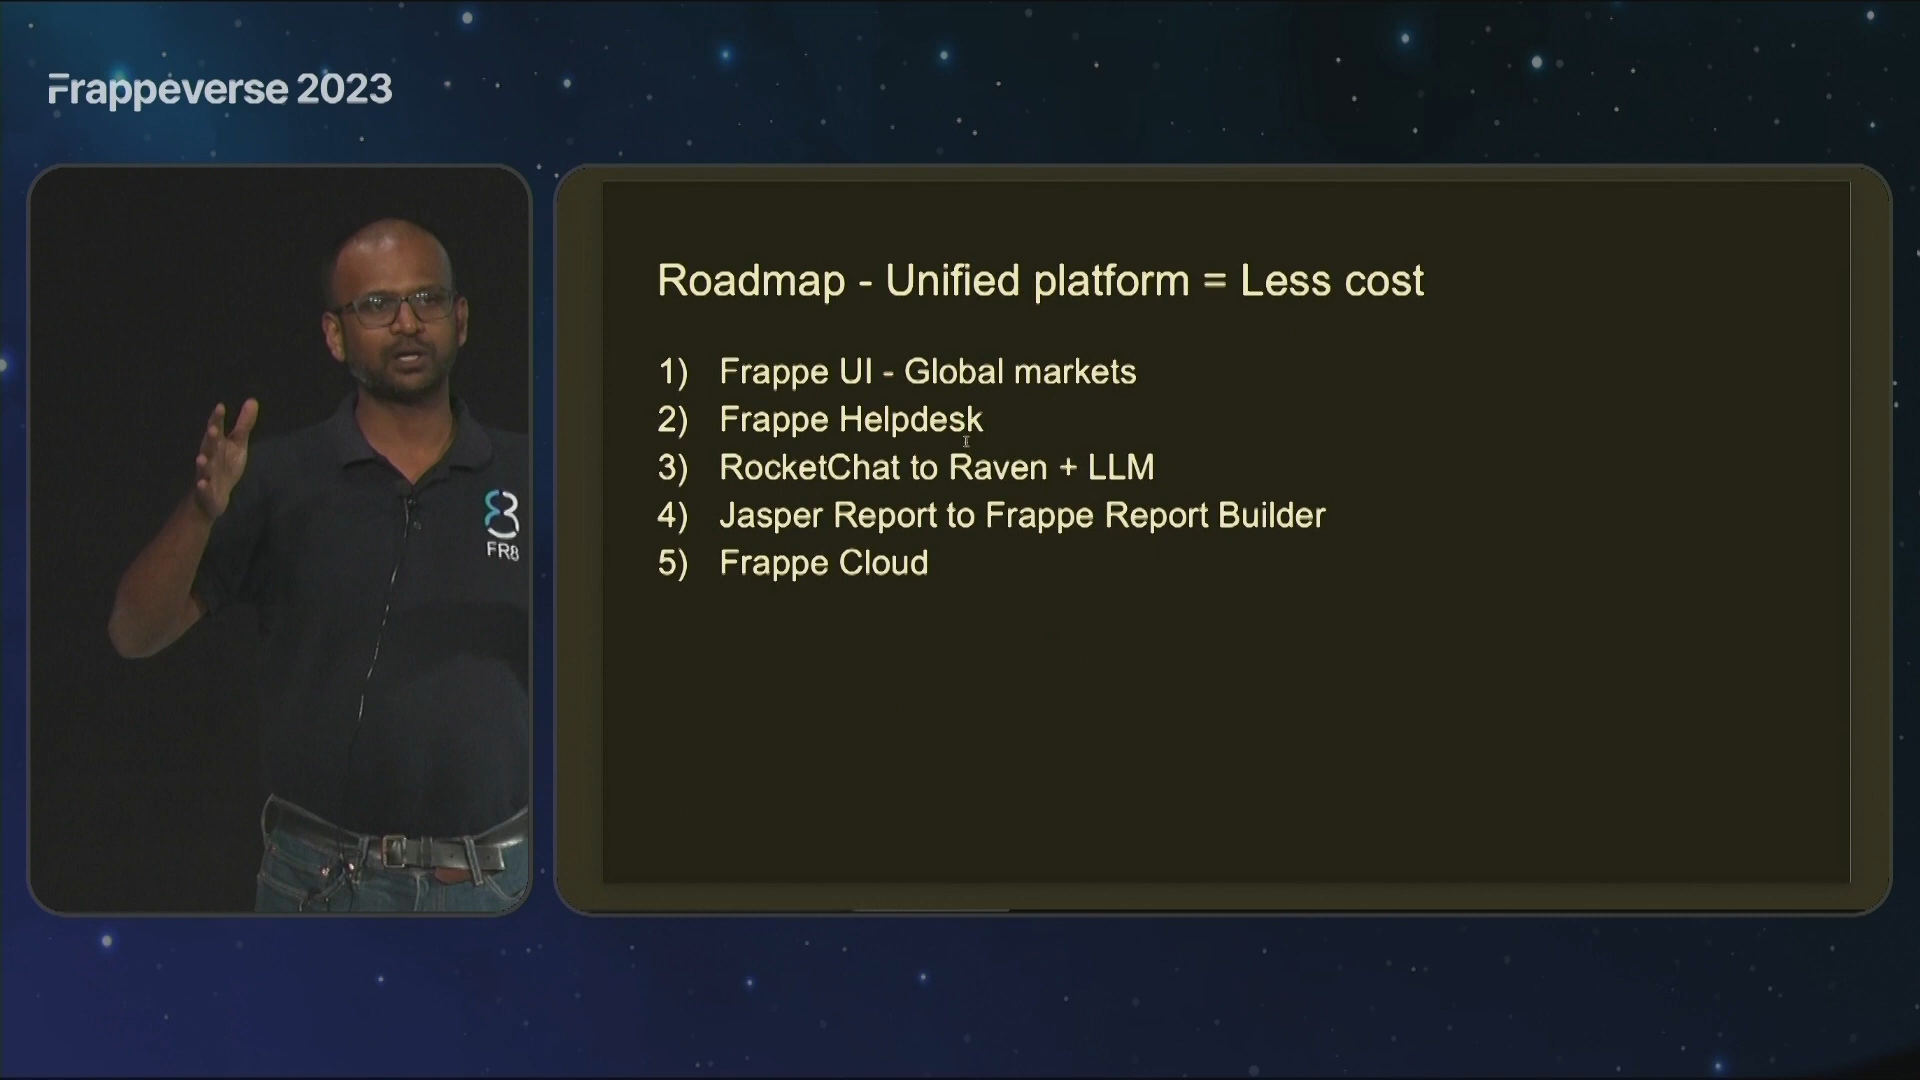 Frappeverse 2023
FR8
Roadmap - Unified platform = Less cost
1) Frappe UI - Global markets
2) Frappe Helpdesk
3) RocketChat to Raven + LLM
4) Jasper Report to Frappe Report Builder
5) Frappe Cloud